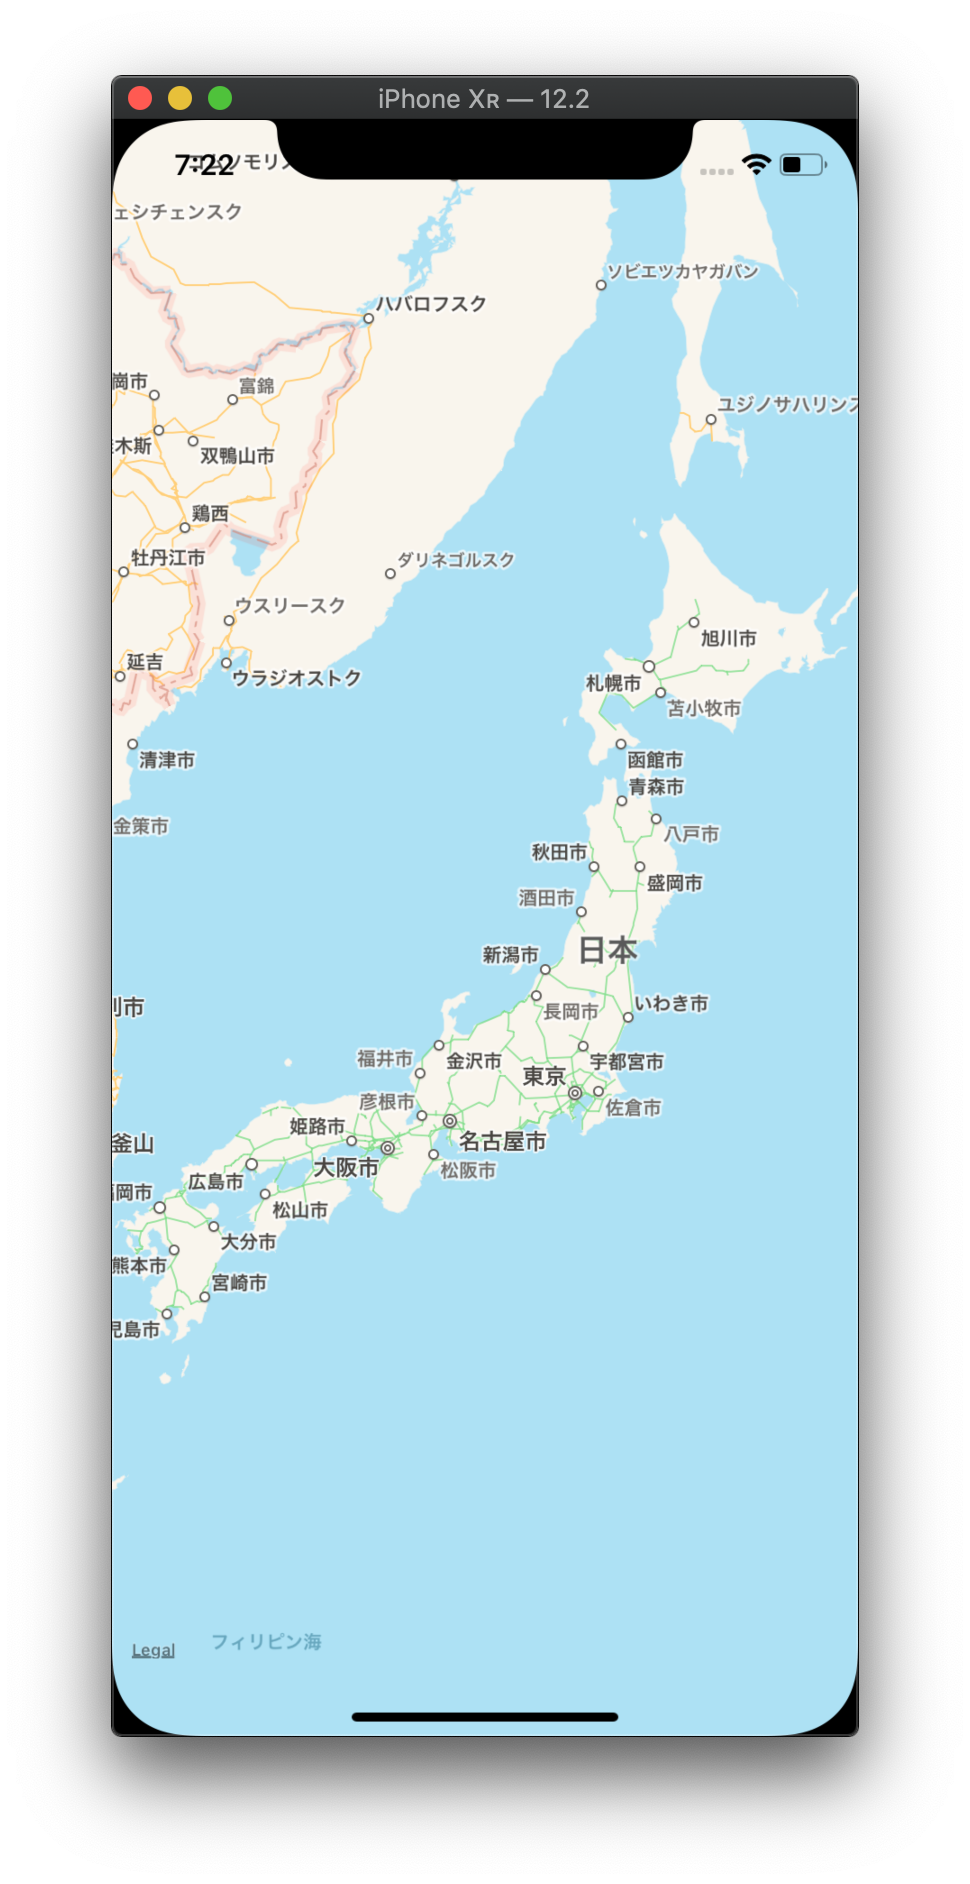 iPhone XR — 12.2
7:22
ェシチェンスク
ソビエツカヤガバン
ハバロフスク
岡市
富錦
ユジノサハリンス
木斯
双鴨山市
鶏西
牡丹江市
ダリネゴルスク
ウスリースク
旭川市
延吉
ウラジオストク
札幌市
苫小牧市
清津市
函館市
青森市
金策市
八戸市
秋田市
盛岡市
酒田市
日本
新潟市
いわき市
長岡市
福井市
金沢市
宇都宮市
東京
彦根市
佐倉市
姫路市
名古屋市
釜山
大阪市
松阪市
広島市
岡市
松山市
大分市
熊本市
宮崎市
児島市
フィリピン海
Legal